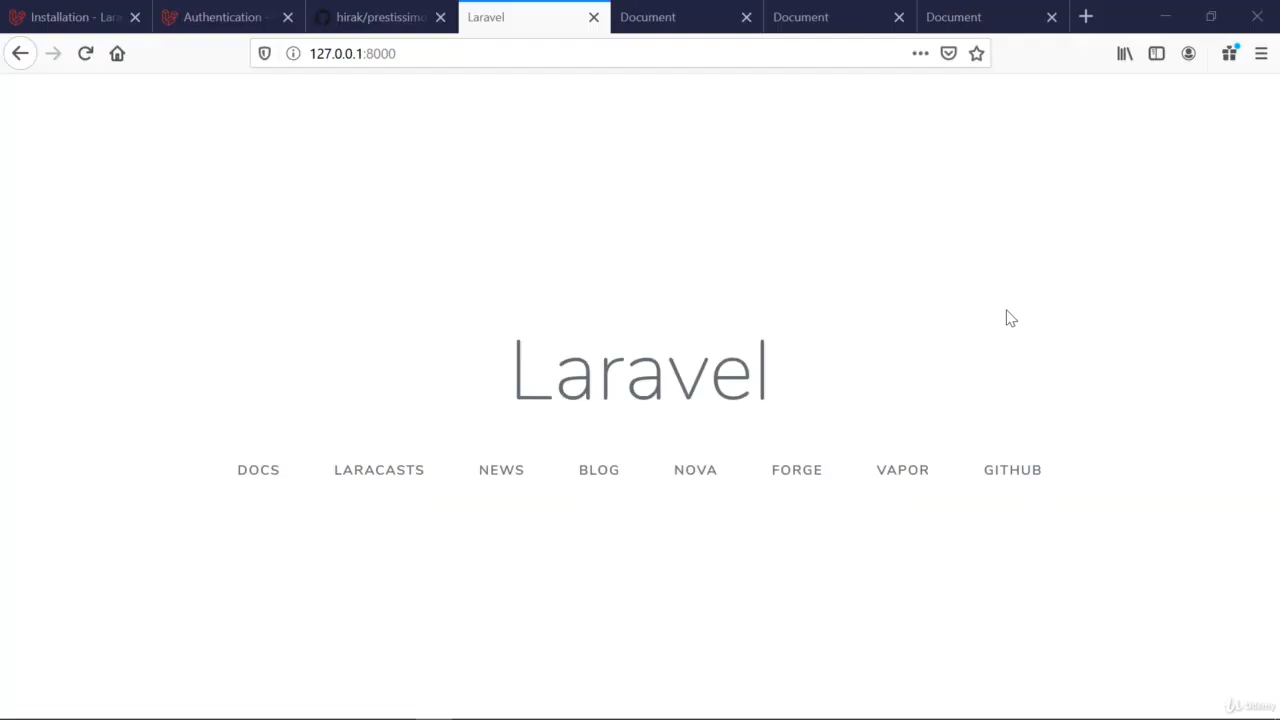 Installation - Lara
Authentication -
hirak/prestissimo
Laravel
Document
Document
Document
127.0.0.1:8000
Laravel
DOCS
LARACASTS
NEWS
BLOG
NOVA
FORGE
VAPOR
GITHUB
Udemy